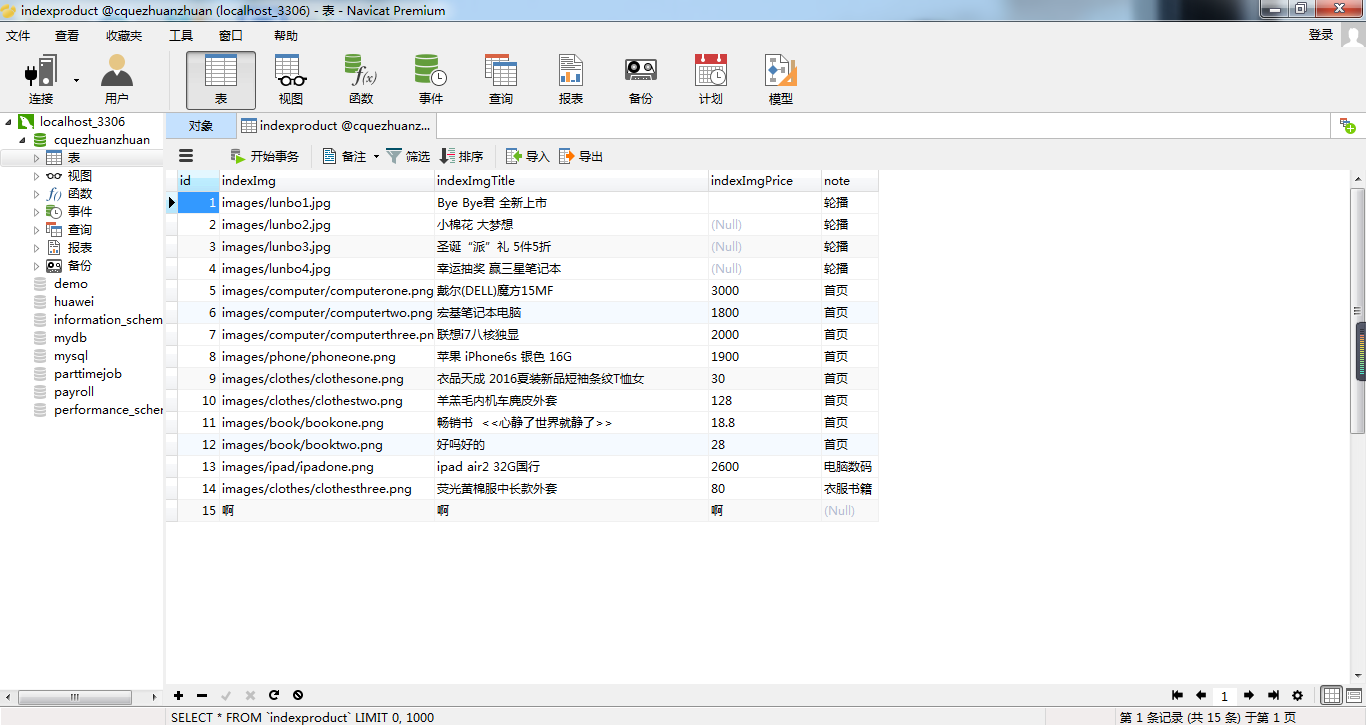 indexproduct @cquezhuanzhuan (localhost_3306) - 表 - Navicat Premium
文件 查看 收藏夹 工具 窗口 帮助 登录
连接 用户 表 视图 函数 事件 查询 报表 备份 计划 模型
localhost_3306
cquezhuanzhuan
表
视图
函数
事件
查询
报表
备份
demo
huawei
information_schem
mydb
mysql
parttimejob
payroll
performance_scher
对象 indexproduct @cquezhuanz...
开始事务 备注 筛选 排序 导入 导出
id indexImg indexImgTitle indexImgPrice note
1 images/lunbo1.jpg Bye Bye君 全新上市 轮播
2 images/lunbo2.jpg 小棉花 大梦想 (Null) 轮播
3 images/lunbo3.jpg 圣诞“派”礼 5件5折 (Null) 轮播
4 images/lunbo4.jpg 幸运抽奖 赢三星笔记本 (Null) 轮播
5 images/computer/computerone.png 戴尔(DELL)魔方15MF 3000 首页
6 images/computer/computertwo.png 宏基笔记本电脑 1800 首页
7 images/computer/computerthree.pn 联想i7八核独显 2000 首页
8 images/phone/phoneone.png 苹果 iPhone6s 银色 16G 1900 首页
9 images/clothes/clothesone.png 衣品天成 2016夏装新品短袖条纹T恤女 30 首页
10 images/clothes/clothestwo.png 羊羔毛内机车麂皮外套 128 首页
11 images/book/bookone.png 畅销书 <<心静了世界就静了>> 18.8 首页
12 images/book/booktwo.png 好吗好的 28 首页
13 images/ipad/ipadone.png ipad air2 32G国行 2600 电脑数码
14 images/clothes/clothesthree.png 荧光黄棉服中长款外套 80 衣服书籍
15 啊 啊 啊 (Null)
1
SELECT * FROM `indexproduct` LIMIT 0, 1000 第 1 条记录 (共 15 条) 于第 1 页